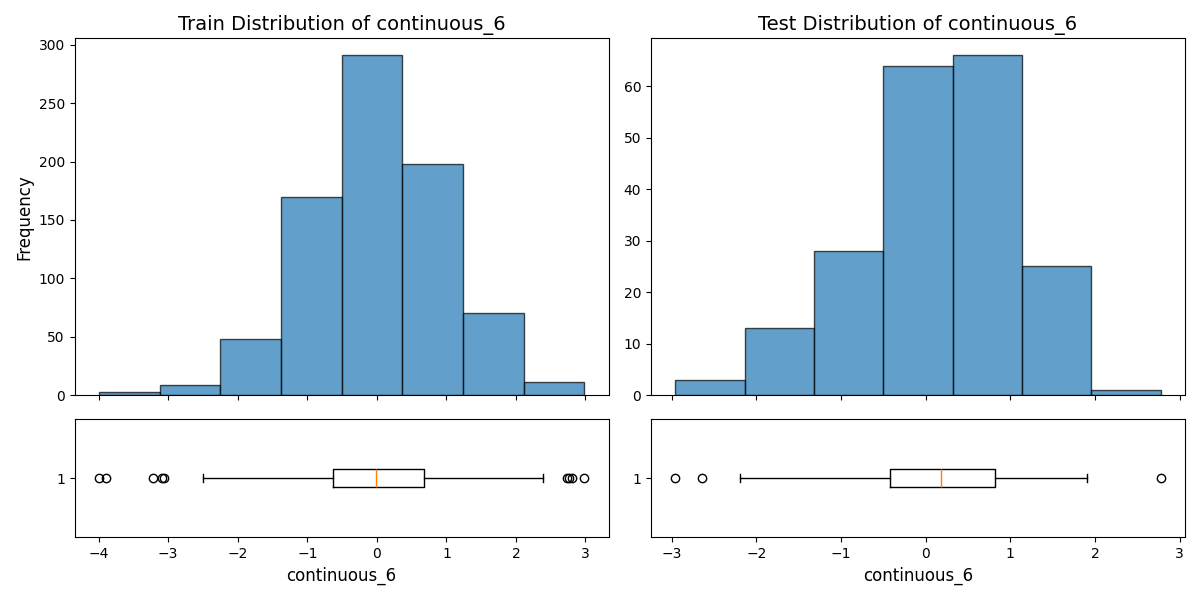 Train Distribution of continuous_6
Test Distribution of continuous_6
Frequency
300
250
200
150
100
50
0
60
50
40
30
20
10
0
1
1
−4 −3 −2 −1 0 1 2 3
−3 −2 −1 0 1 2 3
continuous_6
continuous_6